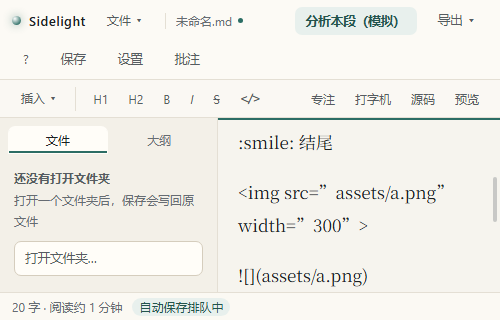 Sidelight 文件 未命名.md 分析本段（模拟） 导出
? 保存 设置 批注
插入 H1 H2 B I S </> 专注 打字机 源码 预览
文件 大纲
还没有打开文件夹
打开一个文件夹后，保存会写回原
文件
打开文件夹...
:smile: 结尾
<img src=”assets/a.png”
width=”300”>
![](assets/a.png)
20 字 · 阅读约 1 分钟 自动保存排队中